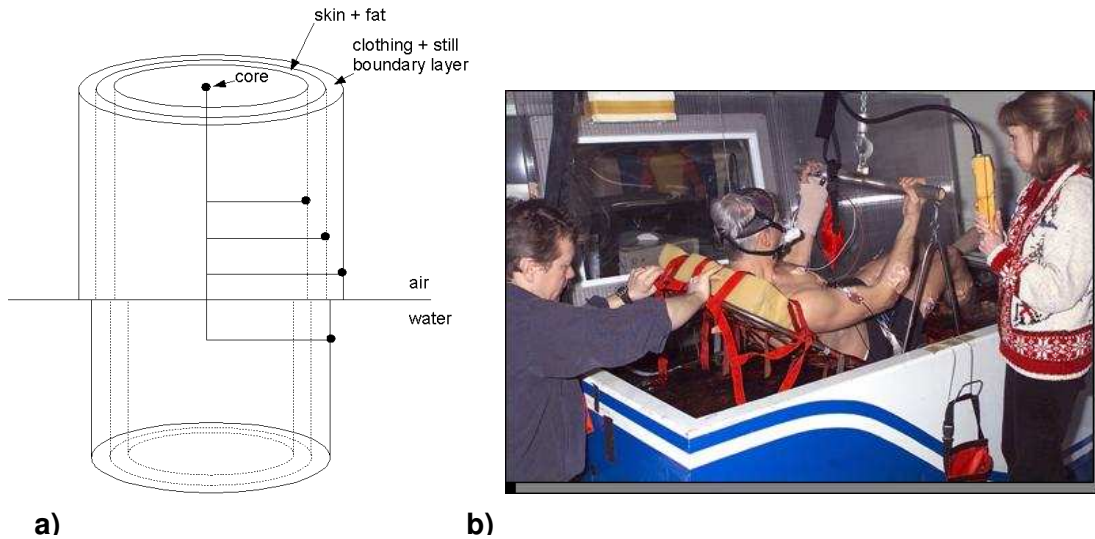 skin + fat
clothing + still
boundary layer
core
air
water
a)
b)